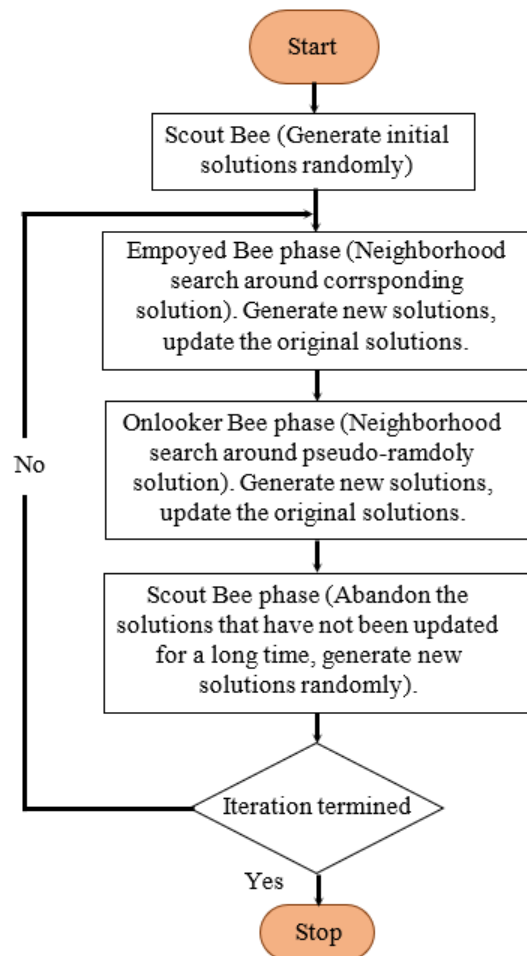 Start
Scout Bee (Generate initial
solutions randomly)
Empoyed Bee phase (Neighborhood
search around corrsponding
solution). Generate new solutions,
update the original solutions.
Onlooker Bee phase (Neighborhood
search around pseudo-ramdoly
solution). Generate new solutions,
update the original solutions.
No
Scout Bee phase (Abandon the
solutions that have not been updated
for a long time, generate new
solutions randomly).
Iteration termined
Yes
Stop